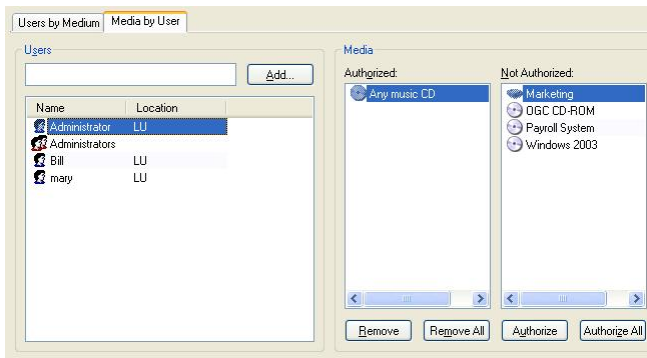 Users by Medium Media by User
Users
Add...
Name Location
Administrator LU
Administrators
Bill LU
mary LU
Media
Authorized: Not Authorized:
Any music CD
Marketing
OGC CD-ROM
Payroll System
Windows 2003
Remove Remove All Authorize Authorize All